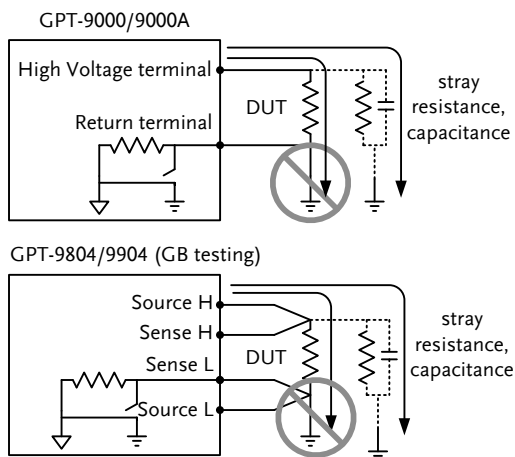 GPT-9000/9000A
High Voltage terminal
DUT
Return terminal
stray
resistance,
capacitance
GPT-9804/9904 (GB testing)
Source H
Sense H
Sense L
DUT
Source L
stray
resistance,
capacitance